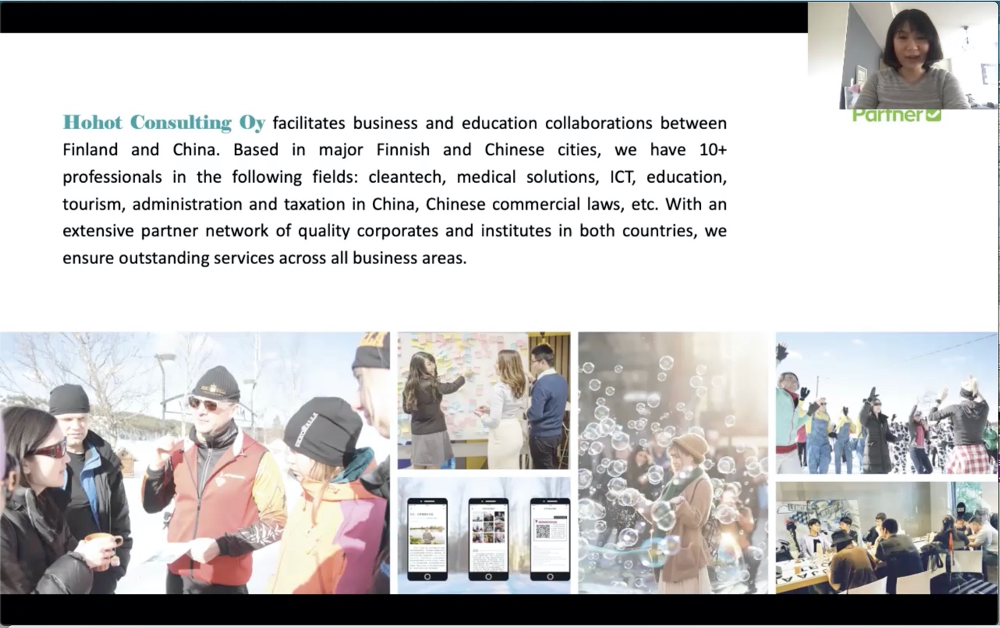 Partner
Hohot Consulting Oy facilitates business and education collaborations between
Finland and China. Based in major Finnish and Chinese cities, we have 10+
professionals in the following fields: cleantech, medical solutions, ICT, education,
tourism, administration and taxation in China, Chinese commercial laws, etc. With an
extensive partner network of quality corporates and institutes in both countries, we
ensure outstanding services across all business areas.